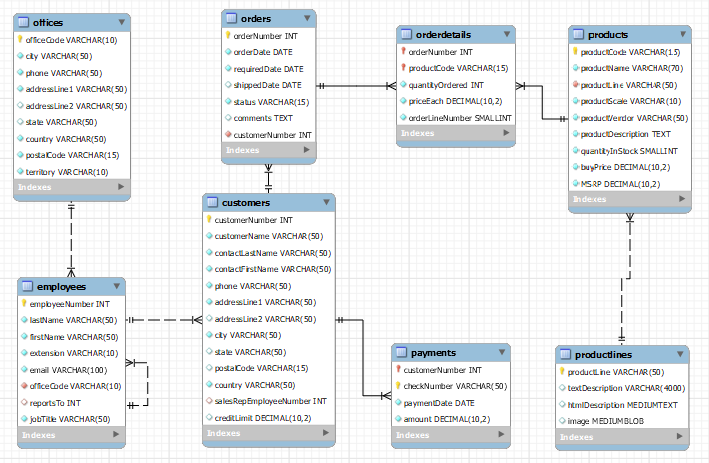 offices
officeCode VARCHAR(10)
city VARCHAR(50)
phone VARCHAR(50)
addressLine1 VARCHAR(50)
addressLine2 VARCHAR(50)
state VARCHAR(50)
country VARCHAR(50)
postalCode VARCHAR(15)
territory VARCHAR(10)
Indexes
orders
orderNumber INT
orderDate DATE
requiredDate DATE
shippedDate DATE
status VARCHAR(15)
comments TEXT
customerNumber INT
Indexes
orderdetails
orderNumber INT
productCode VARCHAR(15)
quantityOrdered INT
priceEach DECIMAL(10,2)
orderLineNumber SMALLINT
Indexes
products
productCode VARCHAR(15)
productName VARCHAR(70)
productLine VARCHAR(50)
productScale VARCHAR(10)
productVendor VARCHAR(50)
productDescription TEXT
quantityInStock SMALLINT
buyPrice DECIMAL(10,2)
MSRP DECIMAL(10,2)
Indexes
employees
employeeNumber INT
lastName VARCHAR(50)
firstName VARCHAR(50)
extension VARCHAR(10)
email VARCHAR(100)
officeCode VARCHAR(10)
reportsTo INT
jobTitle VARCHAR(50)
Indexes
customers
customerNumber INT
customerName VARCHAR(50)
contactLastName VARCHAR(50)
contactFirstName VARCHAR(50)
phone VARCHAR(50)
addressLine1 VARCHAR(50)
addressLine2 VARCHAR(50)
city VARCHAR(50)
state VARCHAR(50)
postalCode VARCHAR(15)
country VARCHAR(50)
salesRepEmployeeNumber INT
creditLimit DECIMAL(10,2)
Indexes
payments
customerNumber INT
checkNumber VARCHAR(50)
paymentDate DATE
amount DECIMAL(10,2)
Indexes
productlines
productLine VARCHAR(50)
textDescription VARCHAR(4000)
htmlDescription MEDIUMTEXT
image MEDIUMBLOB
Indexes